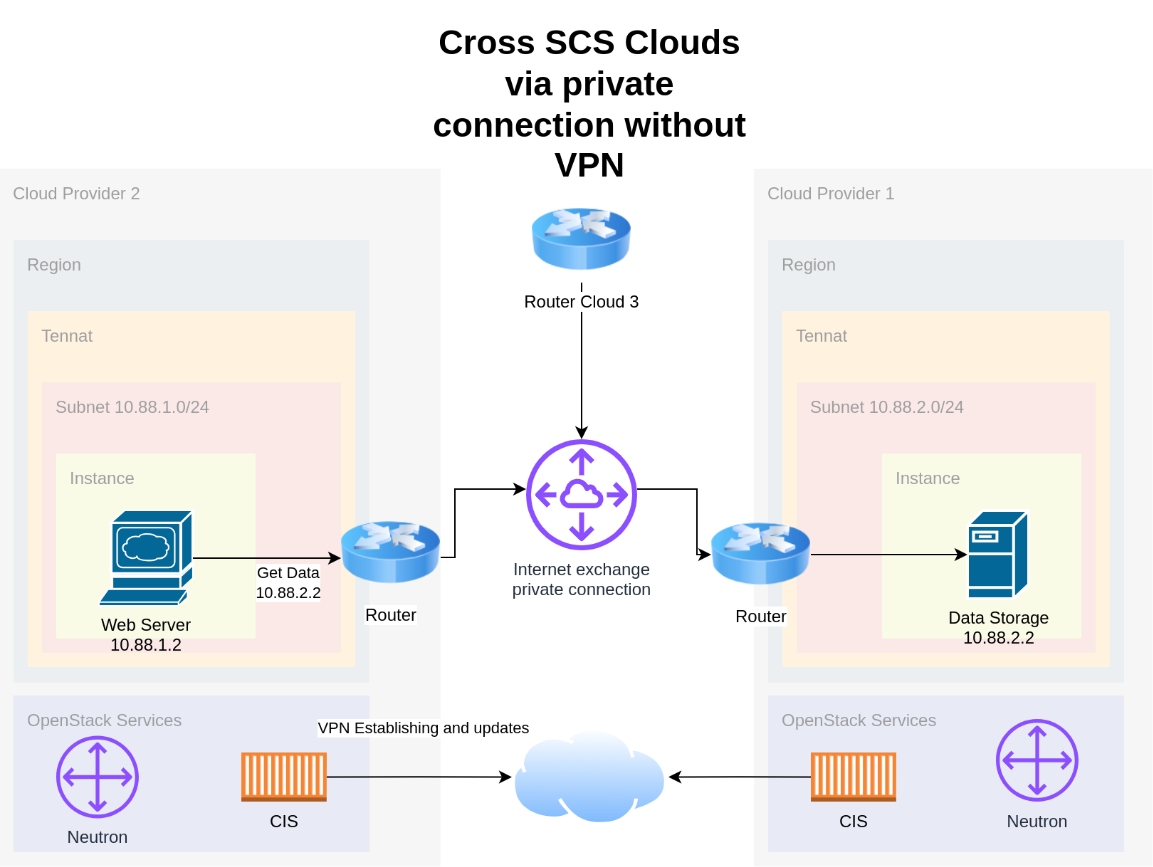 Cross SCS Clouds
via private
connection without
VPN
Cloud Provider 2
Cloud Provider 1
Region
Region
Router Cloud 3
Tennat
Tennat
Subnet 10.88.1.0/24
Subnet 10.88.2.0/24
Instance
Instance
Get Data
10.88.2.2
Internet exchange
private connection
Router
Router
Web Server
10.88.1.2
Data Storage
10.88.2.2
OpenStack Services
VPN Establishing and updates
OpenStack Services
Neutron
CIS
CIS
Neutron